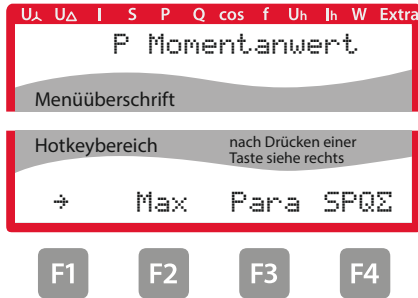 U⅄ U△ I S P Q cos f Uh Ih W Extra
P Momentanwert
Menüüberschrift
Hotkeybereich
nach Drücken einer
Taste siehe rechts
→ Max Para SPQΣ
F1 F2 F3 F4